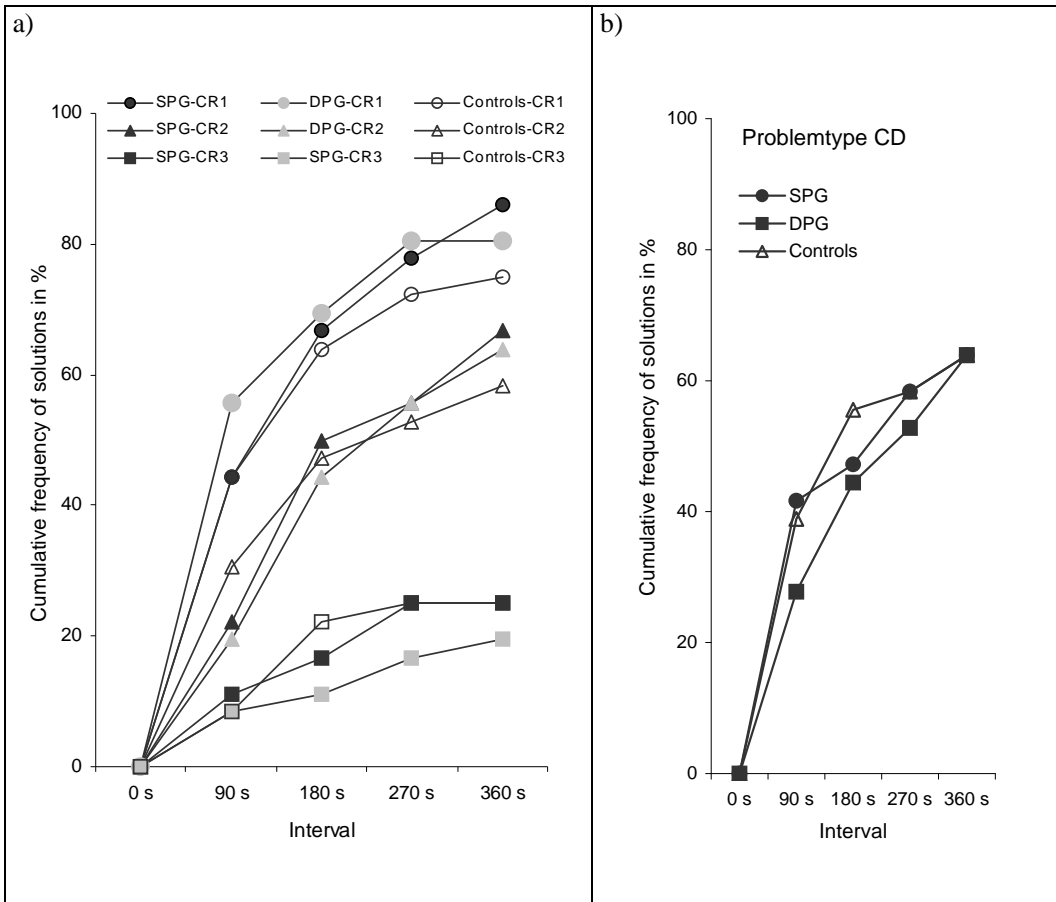 a)
SPG-CR1 DPG-CR1 Controls-CR1
SPG-CR2 DPG-CR2 Controls-CR2
SPG-CR3 SPG-CR3 Controls-CR3
100
80
60
40
20
0
Cumulative frequency of solutions in %
0 s 90 s 180 s 270 s 360 s
Interval
b)
Problemtype CD
SPG
DPG
Controls
100
80
60
40
20
0
Cumulative frequency of solutions in %
0 s 90 s 180 s 270 s 360 s
Interval